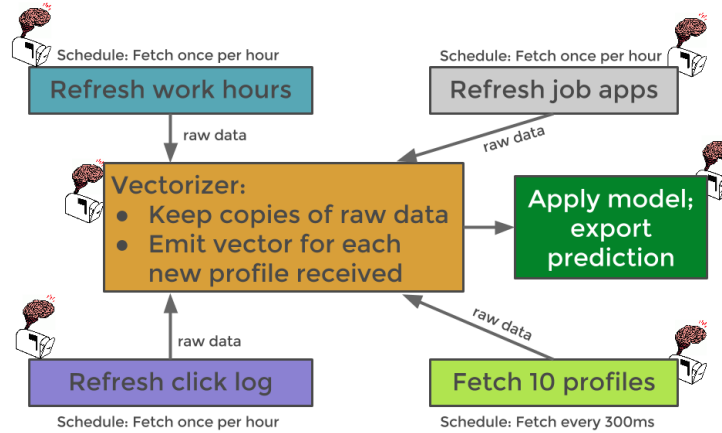 Schedule: Fetch once per hour
Refresh work hours
Schedule: Fetch once per hour
Refresh job apps
raw data
raw data
Vectorizer:
● Keep copies of raw data
● Emit vector for each
new profile received
Apply model;
export
prediction
raw data
raw data
Refresh click log
Schedule: Fetch once per hour
Fetch 10 profiles
Schedule: Fetch every 300ms